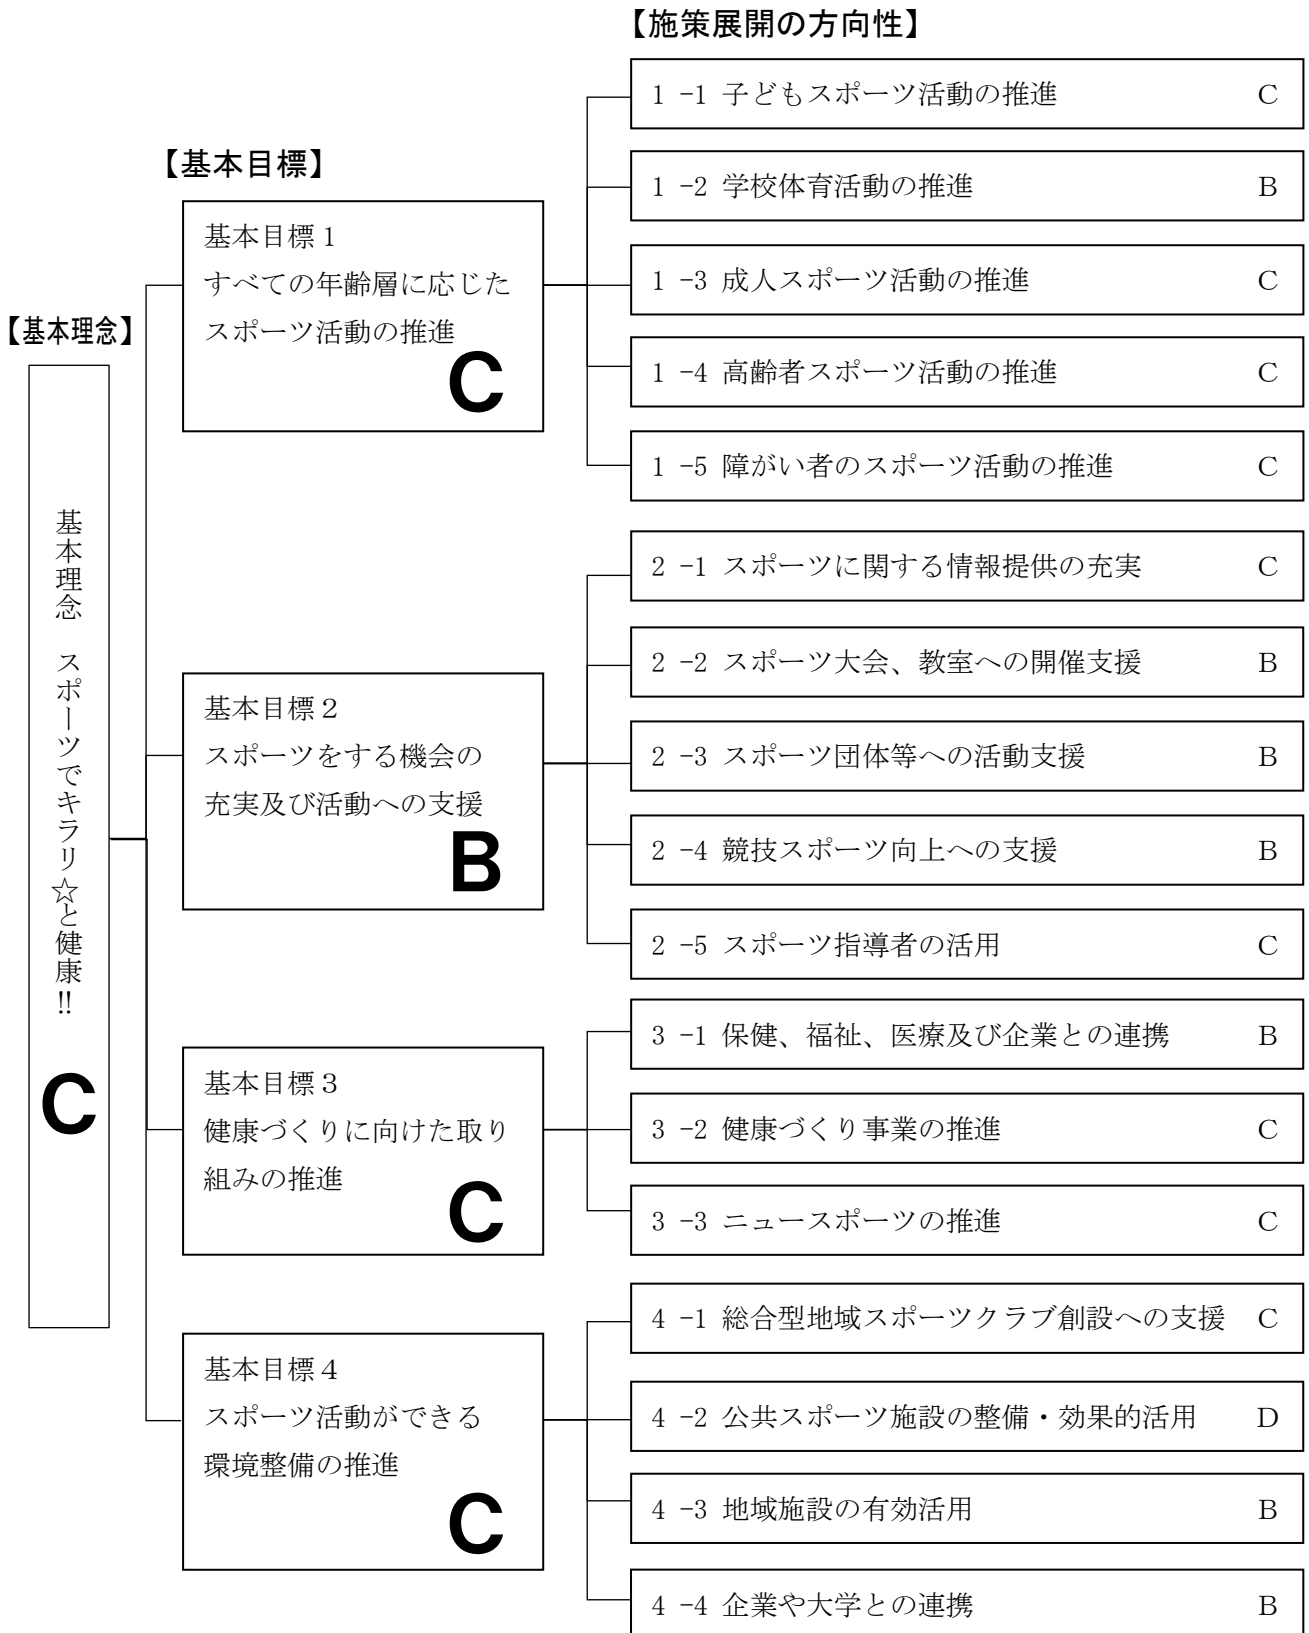 【施策展開の方向性】
【基本目標】
【基本理念】
基本理念　スポーツでキラリ☆と健康!!
C
基本目標１
すべての年齢層に応じた
スポーツ活動の推進
C
1 -1 子どもスポーツ活動の推進 C
1 -2 学校体育活動の推進 B
1 -3 成人スポーツ活動の推進 C
1 -4 高齢者スポーツ活動の推進 C
1 -5 障がい者のスポーツ活動の推進 C
基本目標２
スポーツをする機会の
充実及び活動への支援
B
2 -1 スポーツに関する情報提供の充実 C
2 -2 スポーツ大会、教室への開催支援 B
2 -3 スポーツ団体等への活動支援 B
2 -4 競技スポーツ向上への支援 B
2 -5 スポーツ指導者の活用 C
基本目標３
健康づくりに向けた取り
組みの推進
C
3 -1 保健、福祉、医療及び企業との連携 B
3 -2 健康づくり事業の推進 C
3 -3 ニュースポーツの推進 C
基本目標４
スポーツ活動ができる
環境整備の推進
C
4 -1 総合型地域スポーツクラブ創設への支援 C
4 -2 公共スポーツ施設の整備・効果的活用 D
4 -3 地域施設の有効活用 B
4 -4 企業や大学との連携 B